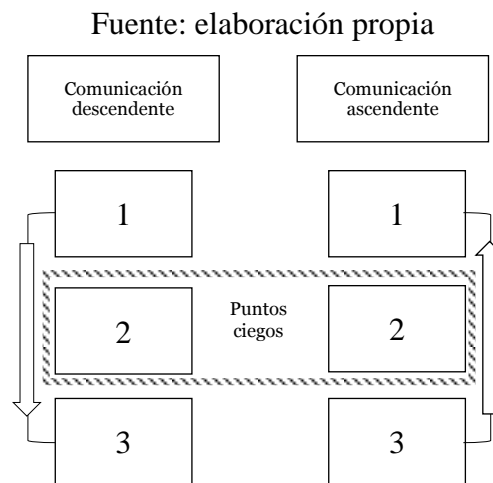 Fuente: elaboración propia
Comunicación
descendente
Comunicación
ascendente
1
1
2
Puntos
ciegos
2
3
3